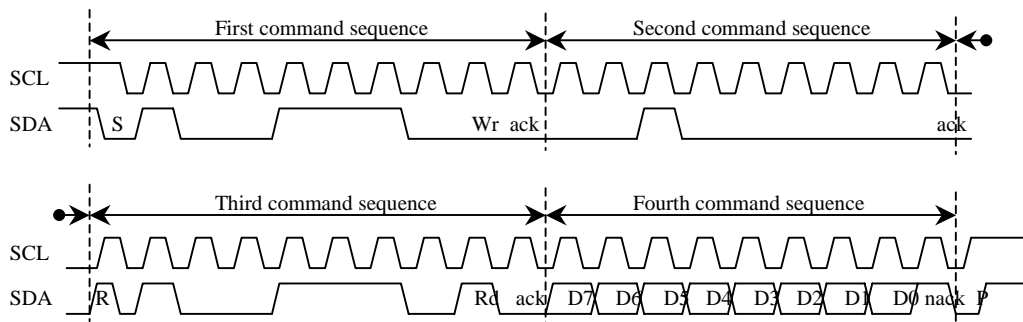 First command sequence Second command sequence
SCL
SDA S Wr ack ack
Third command sequence Fourth command sequence
SCL
SDA R Rd ack D7 D6 D5 D4 D3 D2 D1 D0 nack P